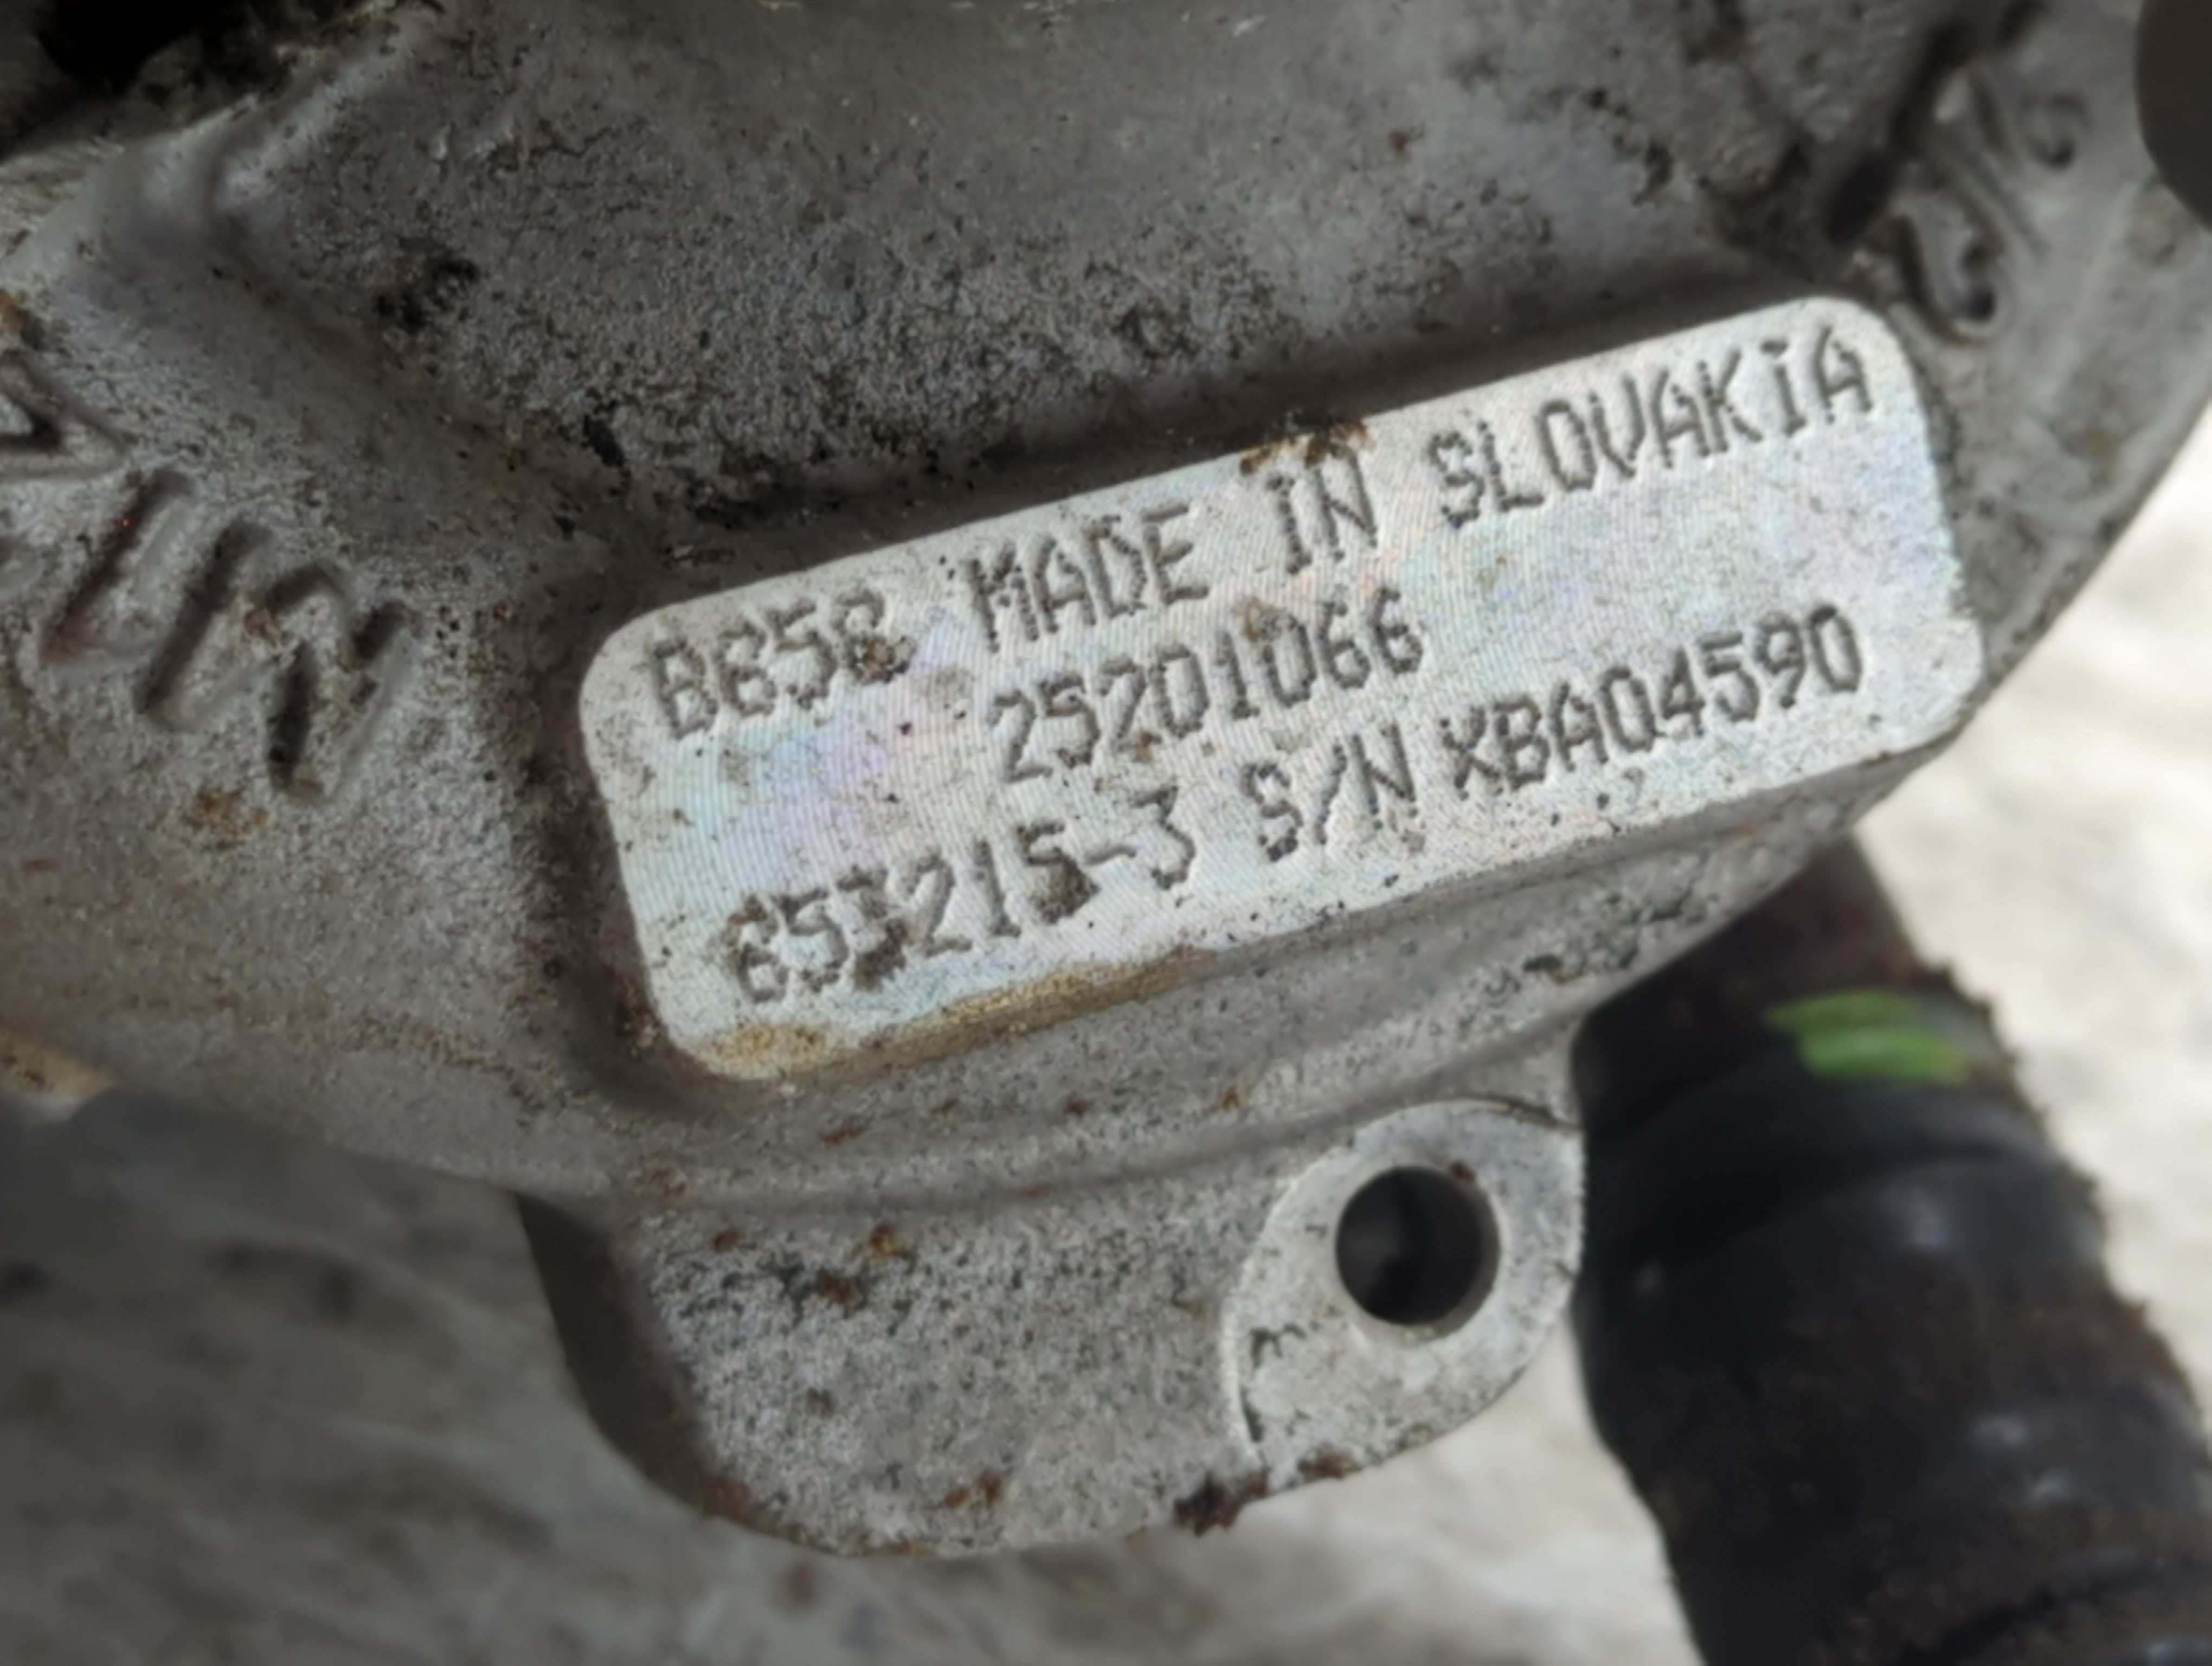 B658 MADE IN SLOVAKIA
25201066
653215-3 S/N XBA04590